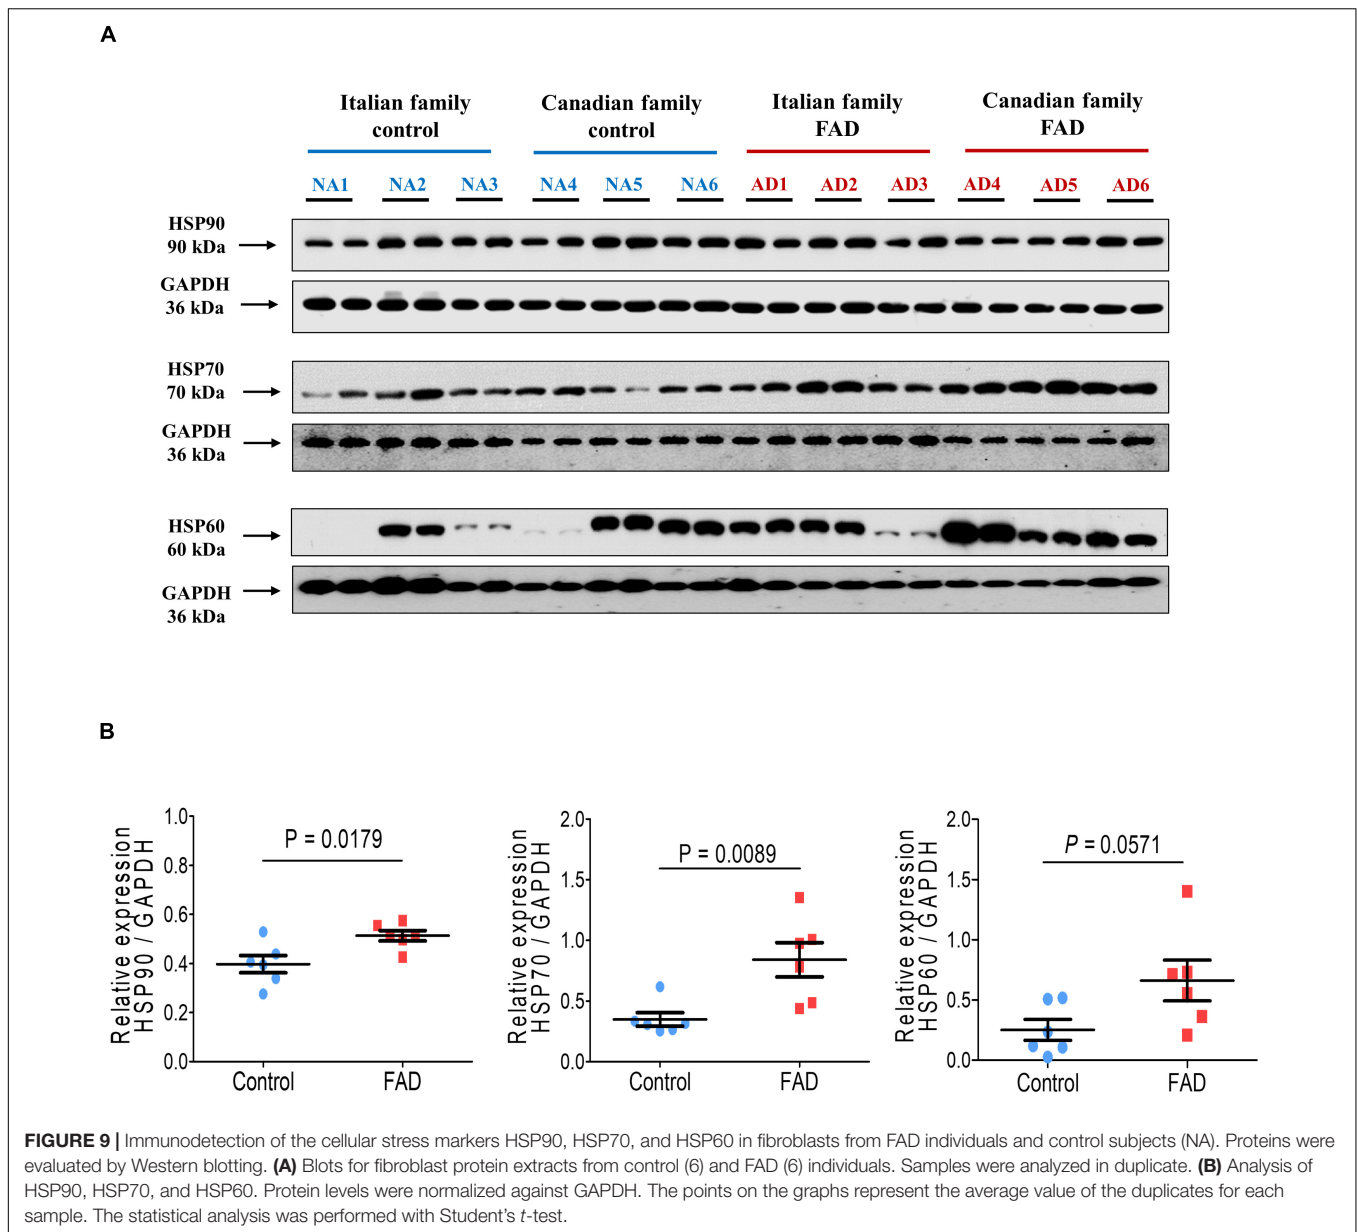 A
Italian family
control
Canadian family
control
Italian family
FAD
Canadian family
FAD
NA1 NA2 NA3 NA4 NA5 NA6 AD1 AD2 AD3 AD4 AD5 AD6
HSP90
90 kDa
GAPDH
36 kDa
HSP70
70 kDa
GAPDH
36 kDa
HSP60
60 kDa
GAPDH
36 kDa
B
Relative expression
HSP90 / GAPDH
1.0
0.8
0.6
0.4
0.2
0.0
P = 0.0179
Control FAD
Relative expression
HSP70 / GAPDH
2.0
1.5
1.0
0.5
0.0
P = 0.0089
Control FAD
Relative expression
HSP60 / GAPDH
2.0
1.5
1.0
0.5
0.0
P = 0.0571
Control FAD
FIGURE 9 | Immunodetection of the cellular stress markers HSP90, HSP70, and HSP60 in fibroblasts from FAD individuals and control subjects (NA). Proteins were
evaluated by Western blotting. (A) Blots for fibroblast protein extracts from control (6) and FAD (6) individuals. Samples were analyzed in duplicate. (B) Analysis of
HSP90, HSP70, and HSP60. Protein levels were normalized against GAPDH. The points on the graphs represent the average value of the duplicates for each
sample. The statistical analysis was performed with Student's t-test.